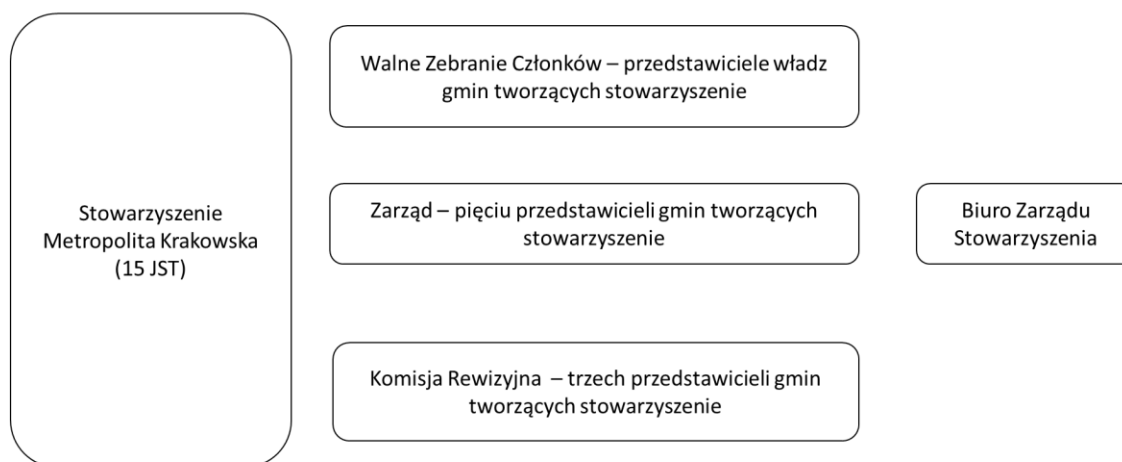 Stowarzyszenie
Metropolita Krakowska
(15 JST)
Walne Zebranie Członków – przedstawiciele władz
gmin tworzących stowarzyszenie
Zarząd – pięciu przedstawicieli gmin tworzących
stowarzyszenie
Biuro Zarządu
Stowarzyszenia
Komisja Rewizyjna – trzech przedstawicieli gmin
tworzących stowarzyszenie